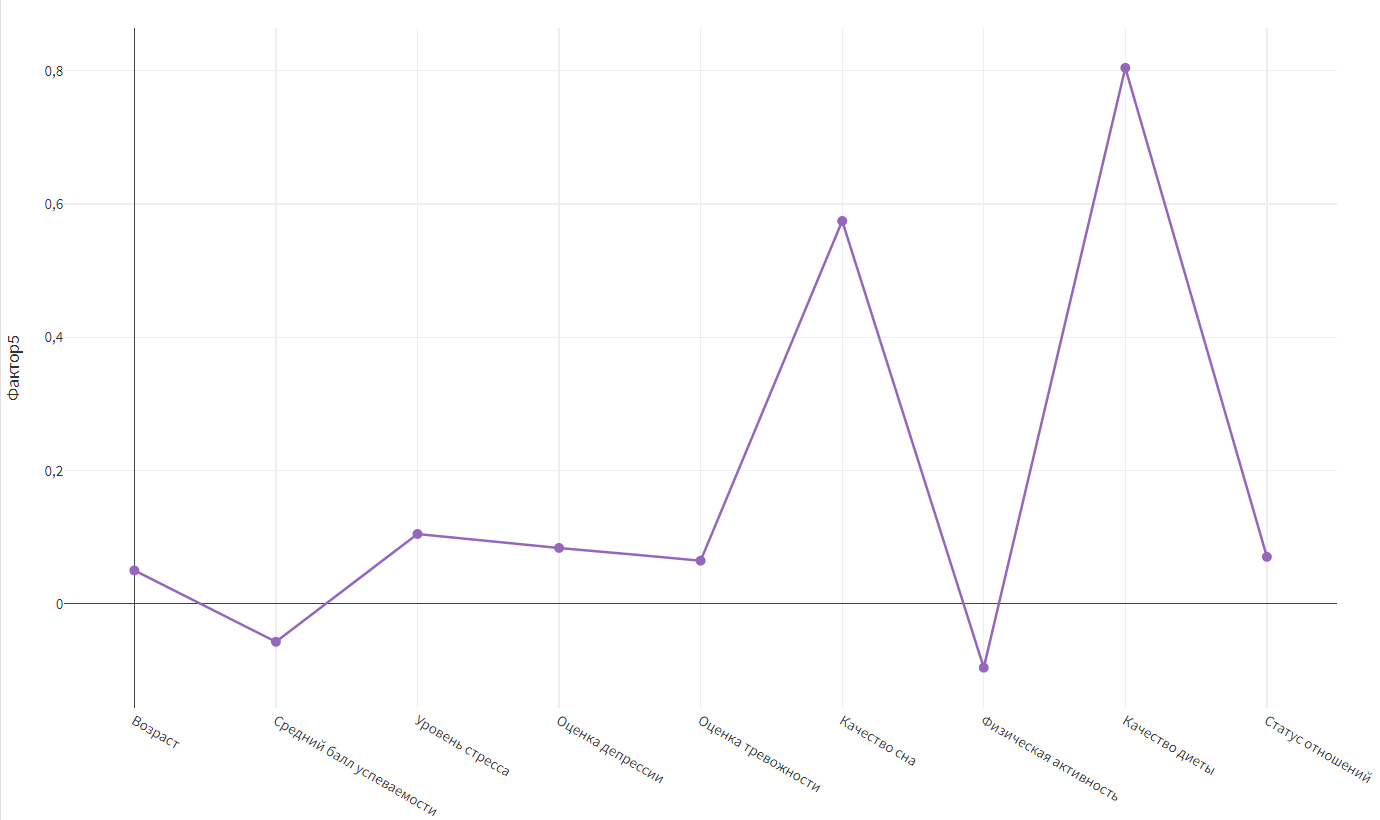 0,8
0,6
0,4
0,2
0
Фактор5
Возраст
Средний балл успеваемости
Уровень стресса
Оценка депрессии
Оценка тревожности
Качество сна
Физическая активность
Качество диеты
Статус отношений